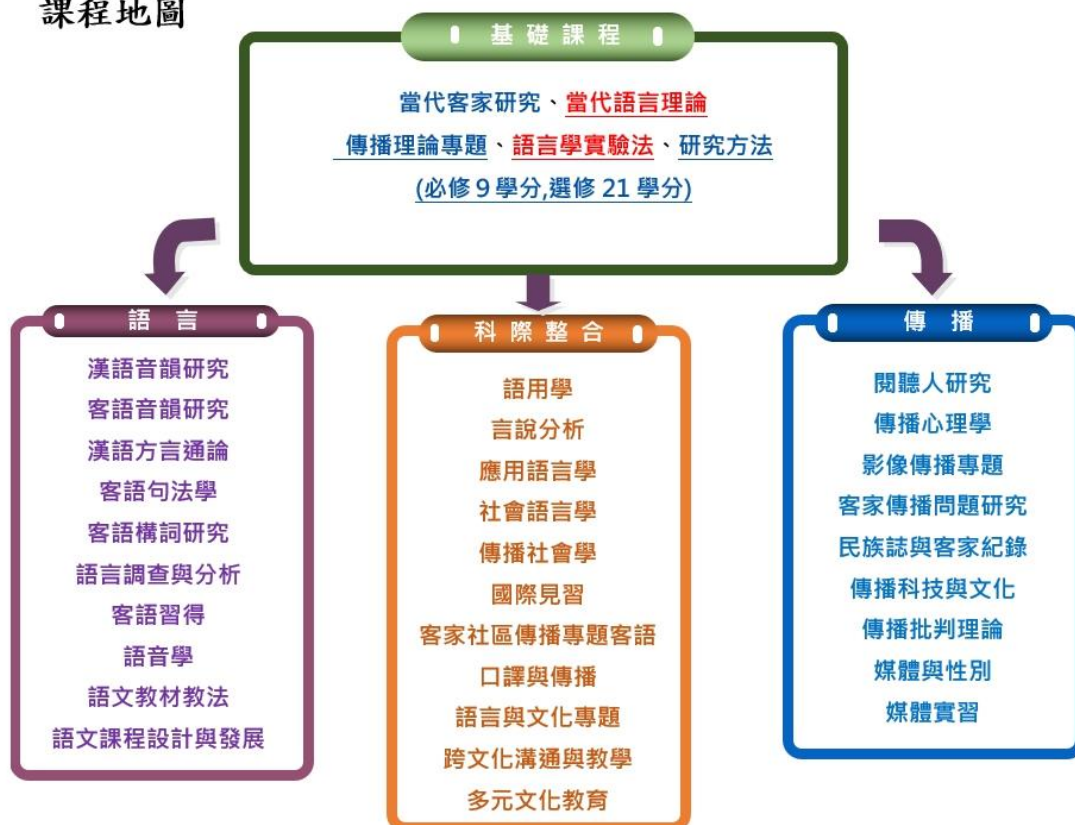 課程地圖
基礎課程
當代客家研究、當代語言理論
傳播理論專題、語言學實驗法、研究方法
(必修9學分,選修 21 學分)
語言
漢語音韻研究
客語音韻研究
漢語方言通論
客語句法學
客語構詞研究
語言調查與分析
客語習得
語音學
語文教材教法
語文課程設計與發展
科際整合
語用學
言說分析
應用語言學
社會語言學
傳播社會學
國際見習
客家社區傳播專題客語
口譯與傳播
語言與文化專題
跨文化溝通與教學
多元文化教育
傳播
閱聽人研究
傳播心理學
影像傳播專題
客家傳播問題研究
民族誌與客家紀錄
傳播科技與文化
傳播批判理論
媒體與性別
媒體實習